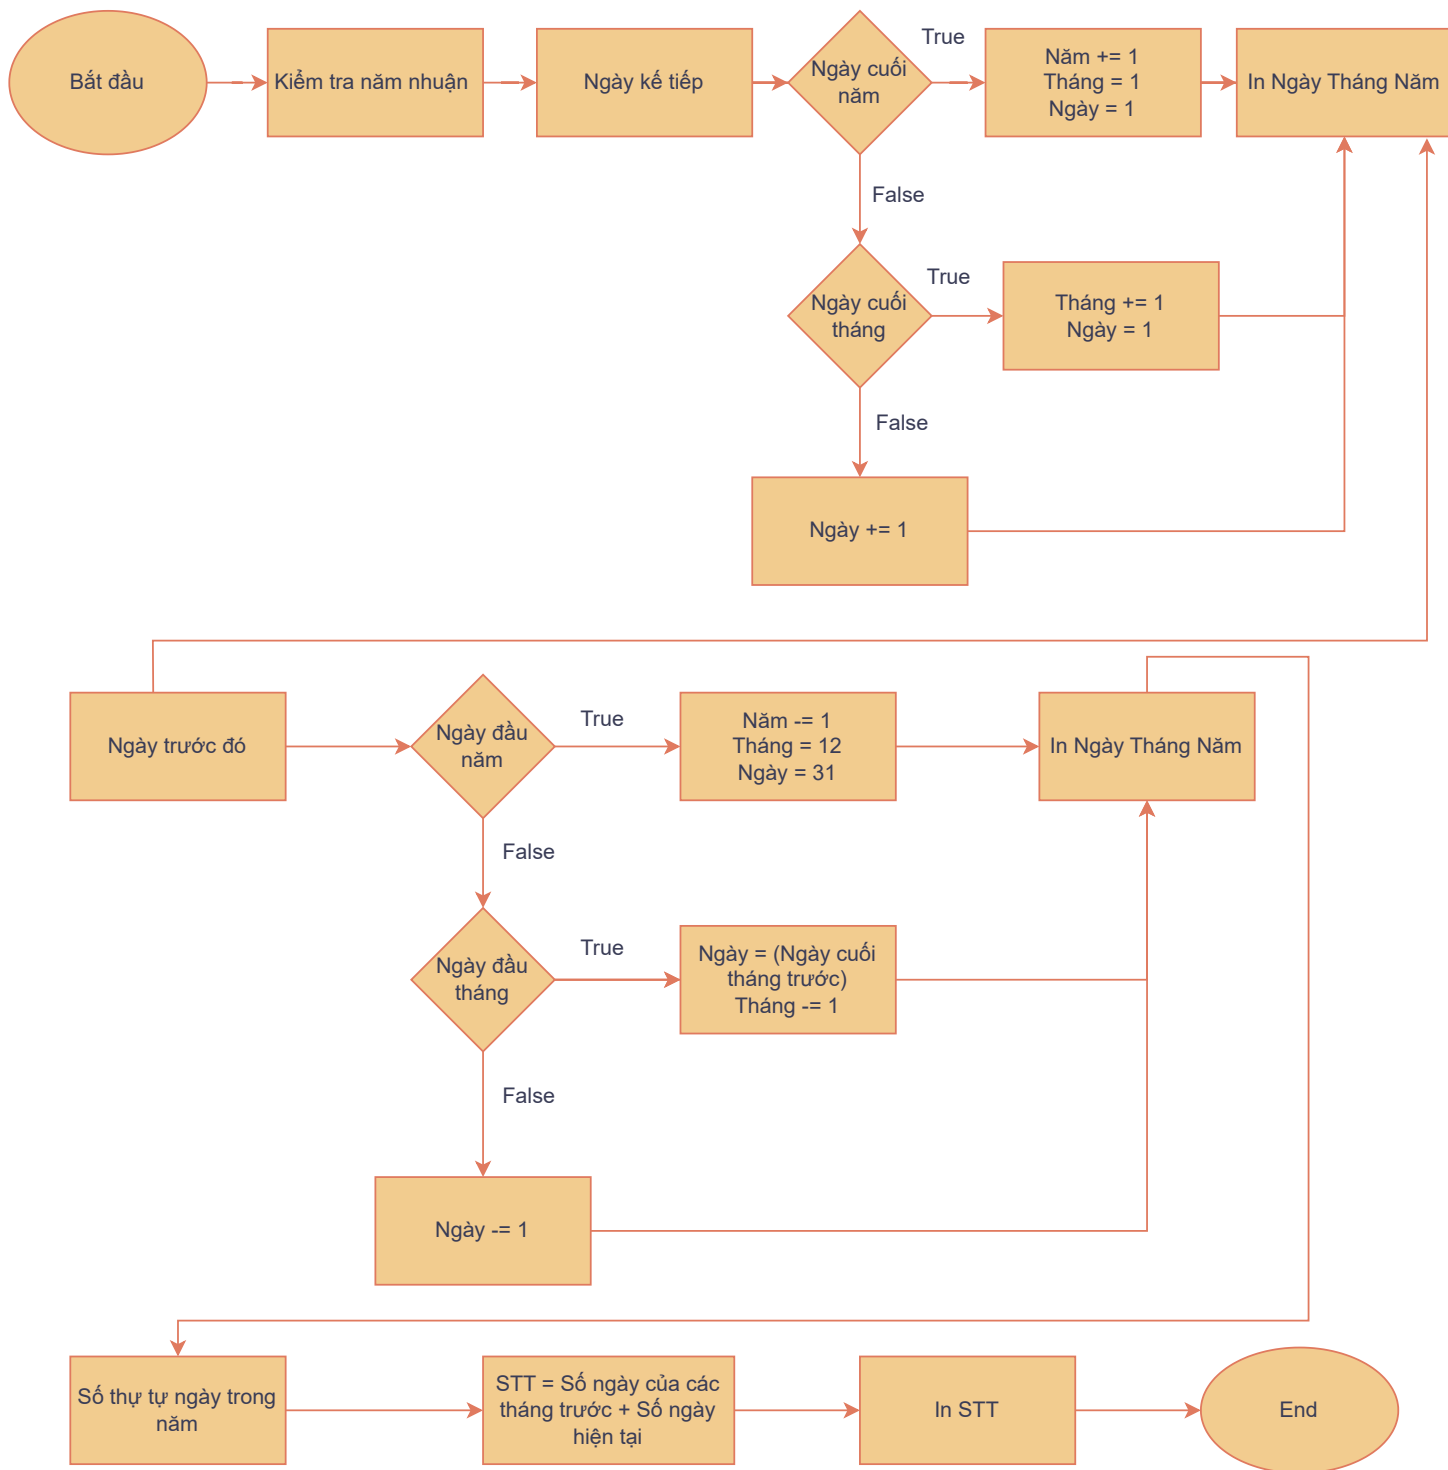 Bắt đầu
Kiểm tra năm nhuận
Ngày kế tiếp
Ngày cuối
năm
True
Năm += 1
Tháng = 1
Ngày = 1
In Ngày Tháng Năm
False
Ngày cuối
tháng
True
Tháng += 1
Ngày = 1
False
Ngày += 1
Ngày trước đó
Ngày đầu
năm
True
Năm -= 1
Tháng = 12
Ngày = 31
In Ngày Tháng Năm
False
Ngày đầu
tháng
True
Ngày = (Ngày cuối
tháng trước)
Tháng -= 1
False
Ngày -= 1
Số thự tự ngày trong
năm
STT = Số ngày của các
tháng trước + Số ngày
hiện tại
In STT
End